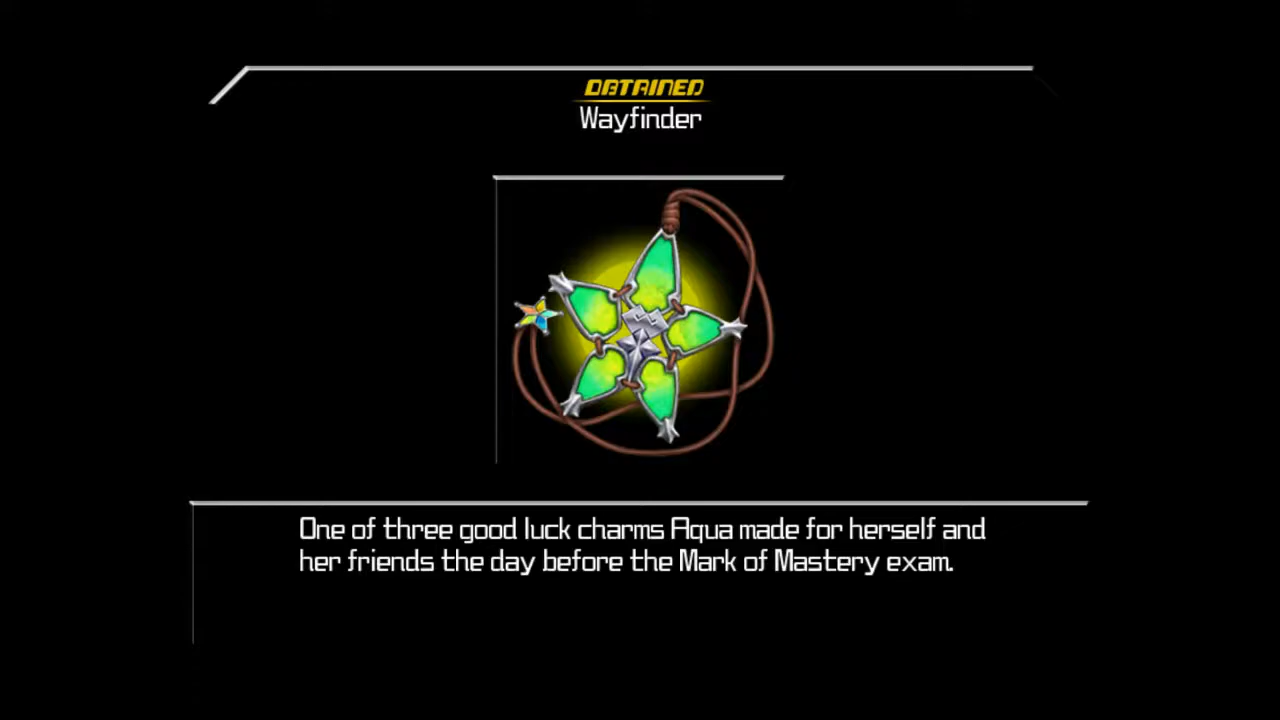 OBTAINED
Wayfinder
One of three good luck charms Aqua made for herself and
her friends the day before the Mark of Mastery exam.